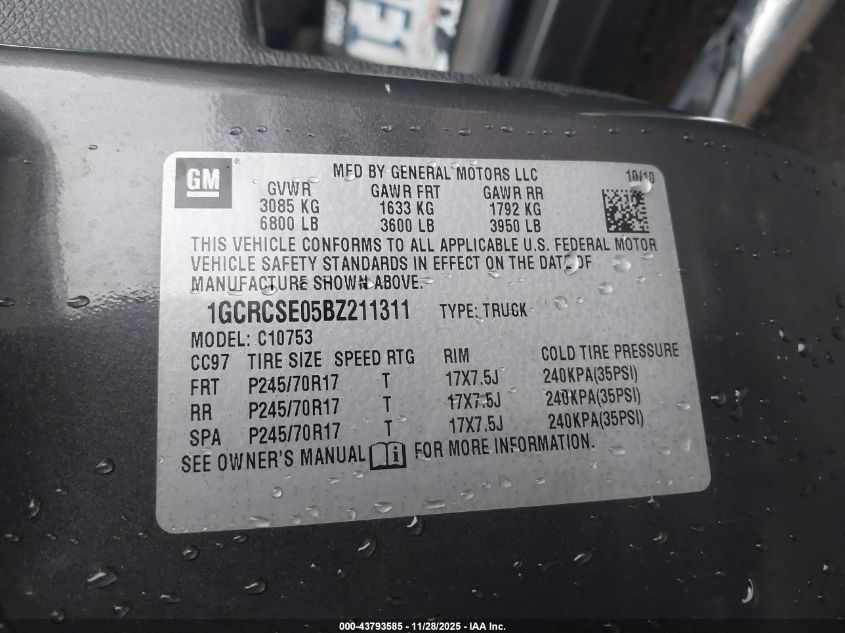 GM
MFD BY GENERAL MOTORS LLC
10/10
GVWR GAWR FRT GAWR RR
3085 KG 1633 KG 1792 KG
6800 LB 3600 LB 3950 LB
THIS VEHICLE CONFORMS TO ALL APPLICABLE U.S. FEDERAL MOTOR
VEHICLE SAFETY STANDARDS IN EFFECT ON THE DATE OF
MANUFACTURE SHOWN ABOVE.
1GCRCSE05BZ211311 TYPE: TRUCK
MODEL: C10753
CC97 TIRE SIZE SPEED RTG RIM COLD TIRE PRESSURE
FRT P245/70R17 T 17X7.5J 240KPA(35PSI)
RR P245/70R17 T 17X7.5J 240KPA(35PSI)
SPA P245/70R17 T 17X7.5J 240KPA(35PSI)
SEE OWNER'S MANUAL i FOR MORE INFORMATION.
000-43793585 - 11/28/2025 - IAA Inc.